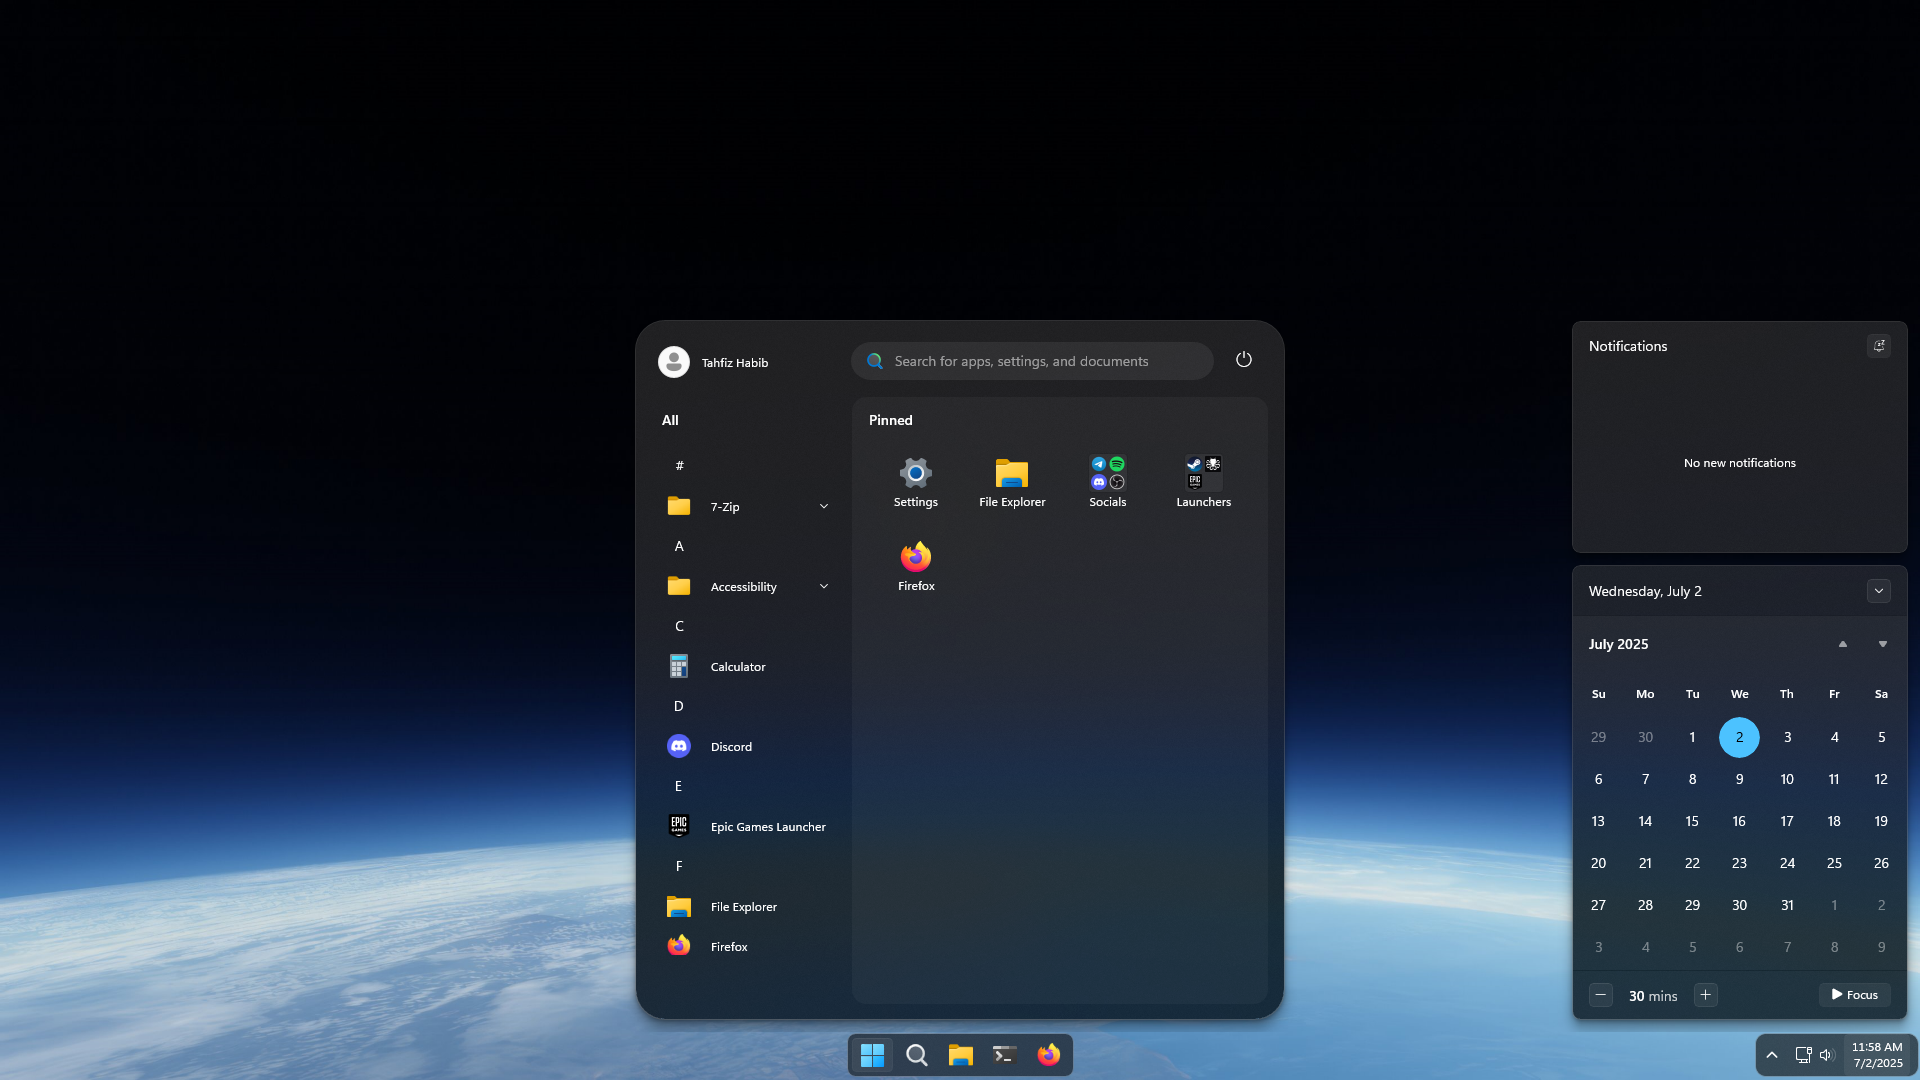 Tahfiz Habib
Search for apps, settings, and documents
All
#
7-Zip
A
Accessibility
C
Calculator
D
Discord
E
EPIC GAMES
Epic Games Launcher
F
File Explorer
Firefox
Pinned
Settings
File Explorer
Socials
EPIC
Launchers
Firefox
Notifications
No new notifications
Wednesday, July 2
July 2025
Su Mo Tu We Th Fr Sa
29 30 1 2 3 4 5
6 7 8 9 10 11 12
13 14 15 16 17 18 19
20 21 22 23 24 25 26
27 28 29 30 31 1 2
3 4 5 6 7 8 9
30 mins
Focus
11:58 AM
7/2/2025